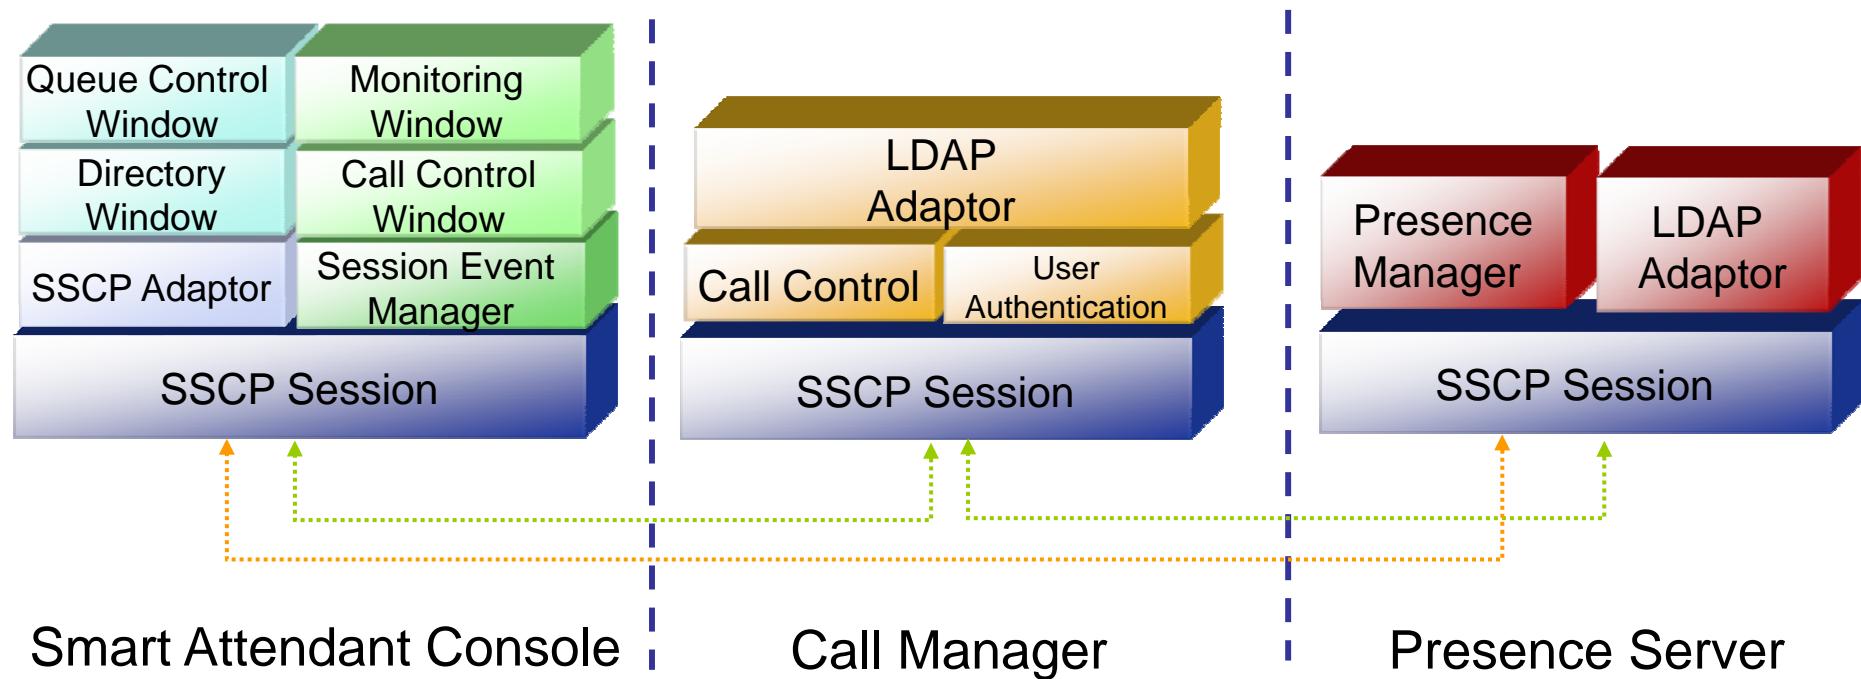 Queue Control
Window
Monitoring
Window
Directory
Window
Call Control
Window
SSCP Adaptor
Session Event
Manager
SSCP Session
LDAP
Adaptor
Call Control
User
Authentication
SSCP Session
Presence
Manager
LDAP
Adaptor
SSCP Session
Smart Attendant Console
Call Manager
Presence Server